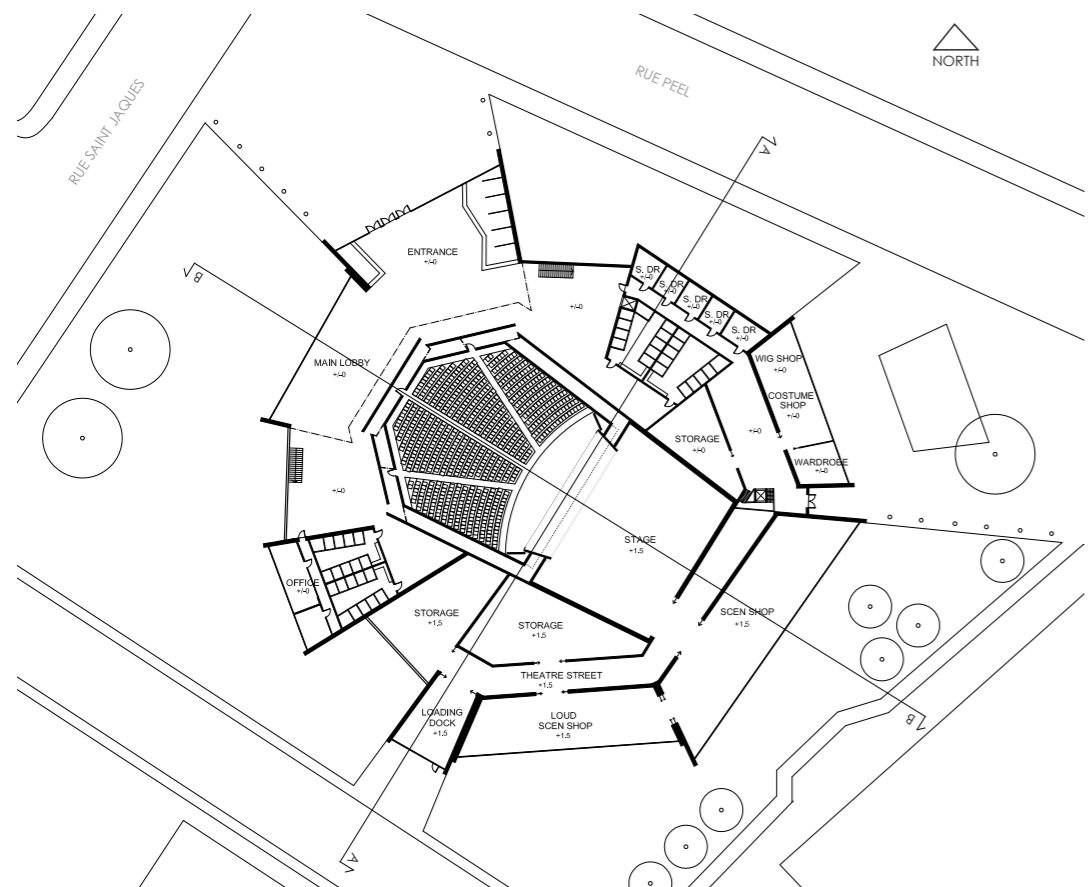 NORTH
RUE PEEL
RUE SAINT JAQUES
A
ENTRANCE
+/-0
S. DR
+/-0
S. DR
+/-0
S. DR
+/-0
S. DR
+/-0
S. DR
+/-0
B
+/-0
MAIN LOBBY
+/-0
WIG SHOP
+/-0
COSTUME
SHOP
+/-0
STORAGE
+/-0
+/-0
WARDROBE
+/-0
+/-0
STAGE
+1.5
OFFICE
+/-0
STORAGE
+1.5
STORAGE
+1.5
SCEN SHOP
+1.5
THEATRE STREET
+1.5
LOADING
DOCK
+1.5
LOUD
SCEN SHOP
+1.5
B
A